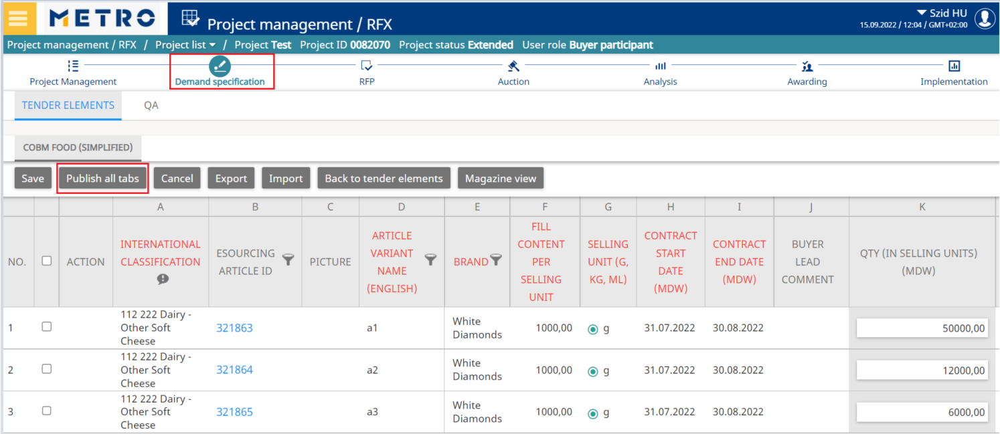 METRO
Project management / RFX
Szid HU
15.09.2022 / 12:04 / GMT+02:00
Project management / RFX / Project list / Project Test Project ID 0082070 Project status Extended User role Buyer participant
Project Management
Demand specification
RFP
Auction
Analysis
Awarding
Implementation
TENDER ELEMENTS QA
COBM FOOD (SIMPLIFIED)
Save Publish all tabs Cancel Export Import Back to tender elements Magazine view
A B C D E F G H I J K
NO.
ACTION
INTERNATIONAL
CLASSIFICATION
ESOURCING
ARTICLE ID
PICTURE
ARTICLE
VARIANT
NAME
(ENGLISH)
BRAND
FILL
CONTENT
PER
SELLING
UNIT
SELLING
UNIT (G,
KG, ML)
CONTRACT
START
DATE
(MDW)
CONTRACT
END DATE
(MDW)
BUYER
LEAD
COMMENT
QTY (IN SELLING UNITS)
(MDW)
1
112 222 Dairy -
Other Soft
Cheese
321863
a1
White
Diamonds
1000,00
g
31.07.2022
30.08.2022
50000,00
2
112 222 Dairy -
Other Soft
Cheese
321864
a2
White
Diamonds
1000,00
g
31.07.2022
30.08.2022
12000,00
3
112 222 Dairy -
Other Soft
Cheese
321865
a3
White
Diamonds
1000,00
g
31.07.2022
30.08.2022
6000,00